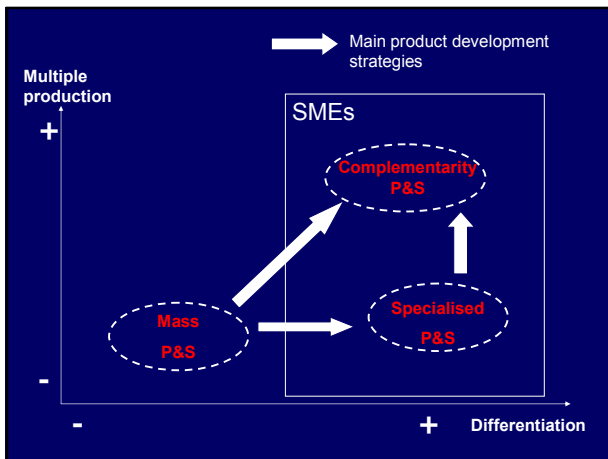 Main product development
strategies
Multiple
production
+
SMEs
Complementarity
P&S
Mass
P&S
Specialised
P&S
-
-
+
Differentiation